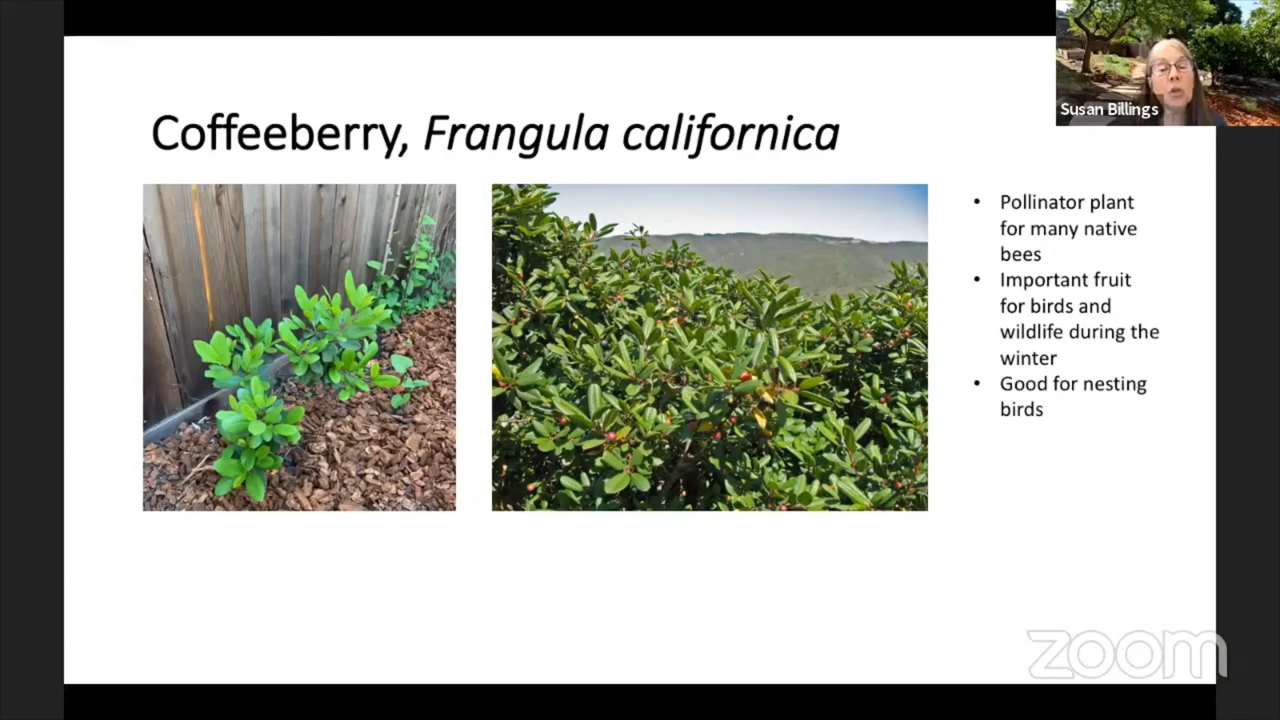 Susan Billings
Coffeeberry, Frangula californica
• Pollinator plant
for many native
bees
• Important fruit
for birds and
wildlife during the
winter
• Good for nesting
birds
zoom